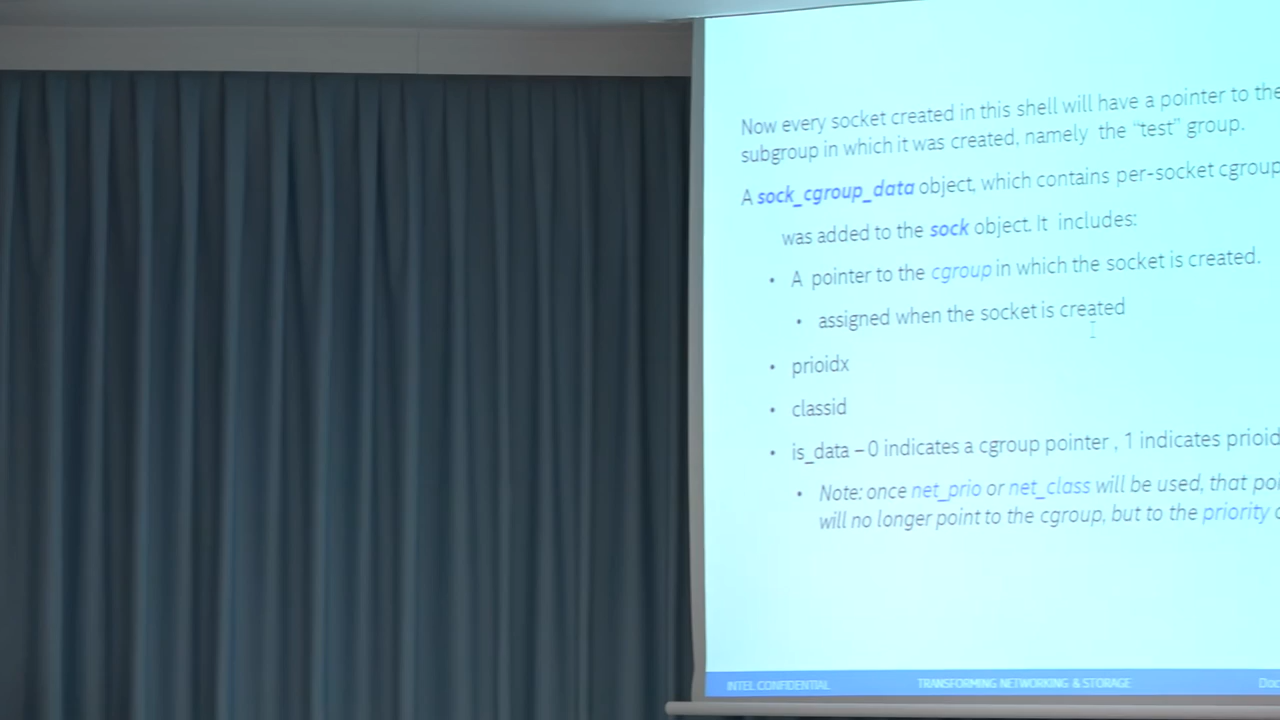 Now every socket created in this shell will have a pointer to the
subgroup in which it was created, namely the "test" group.
A sock_cgroup_data object, which contains per-socket cgroup
was added to the sock object. It includes:
• A pointer to the cgroup in which the socket is created.
• assigned when the socket is created
• prioidx
• classid
• is_data – 0 indicates a cgroup pointer , 1 indicates prioid
• Note: once net_prio or net_class will be used, that poi
will no longer point to the cgroup, but to the priority
INTEL CONFIDENTIAL TRANSFORMING NETWORKING & STORAGE Doc